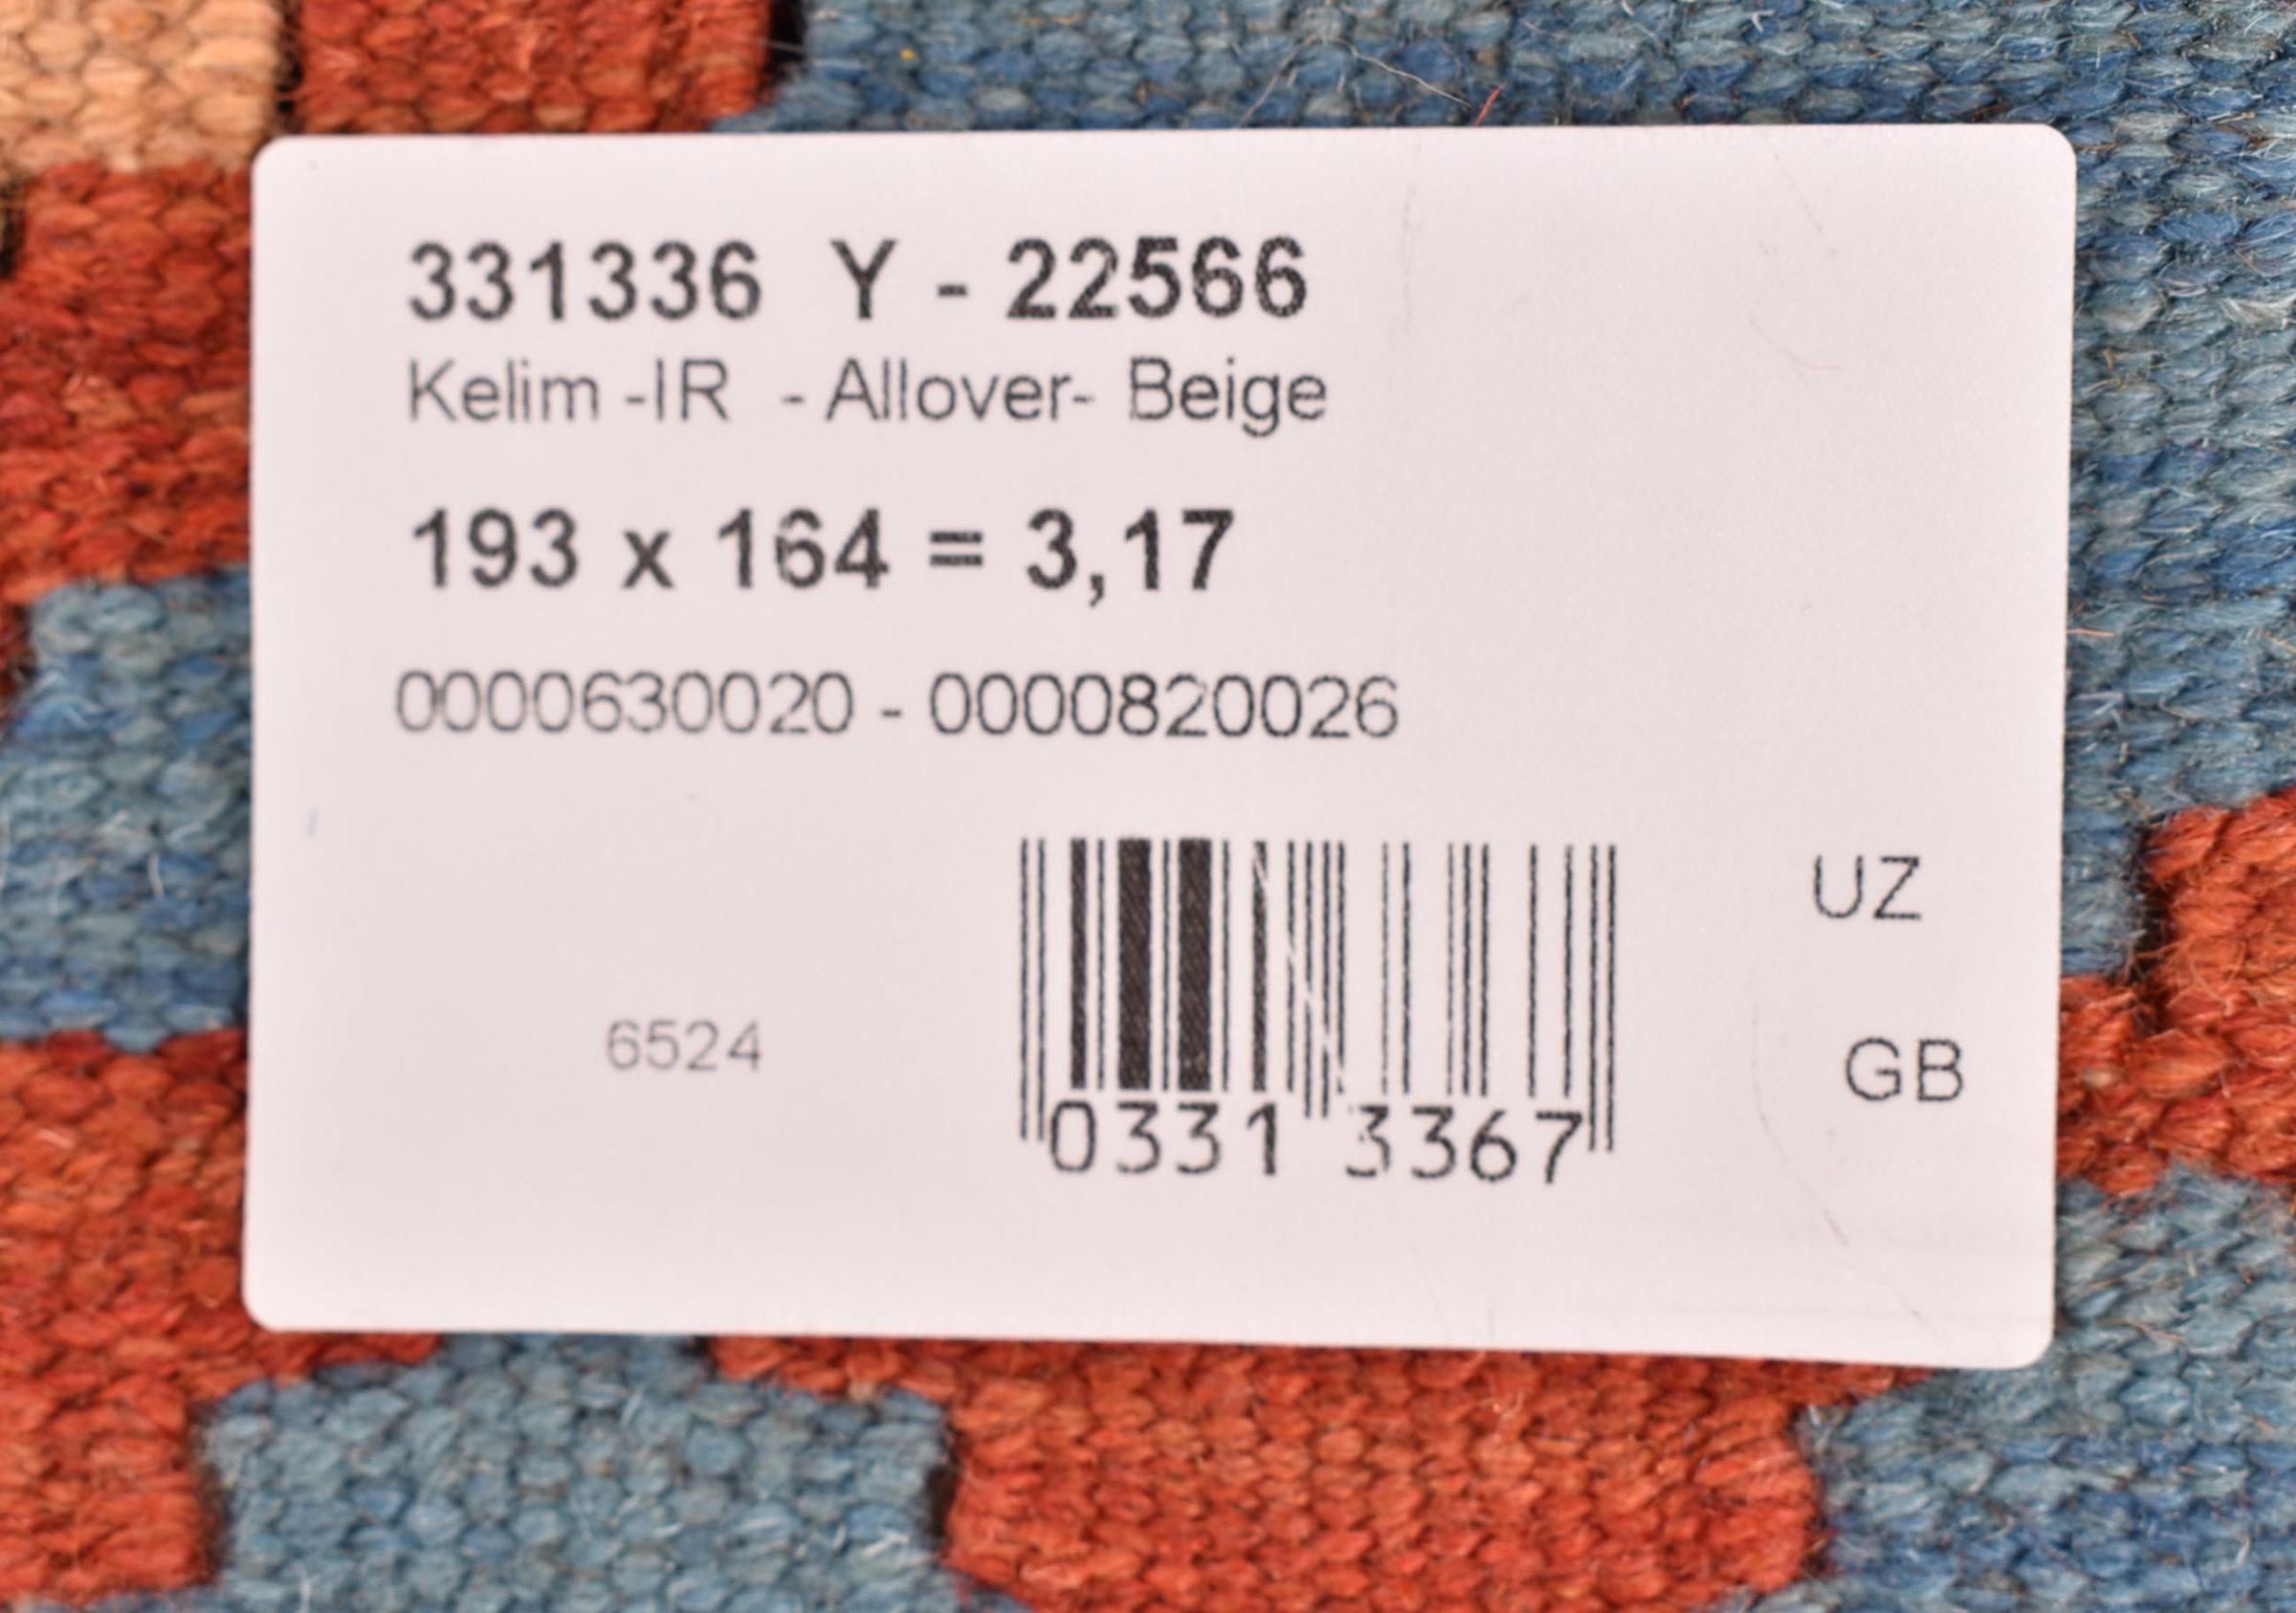 331336 Y - 22566
Kelim -IR - Allover- Beige
193 x 164 = 3,17
0000630020 - 0000820026
UZ
6524
GB
0331 3367